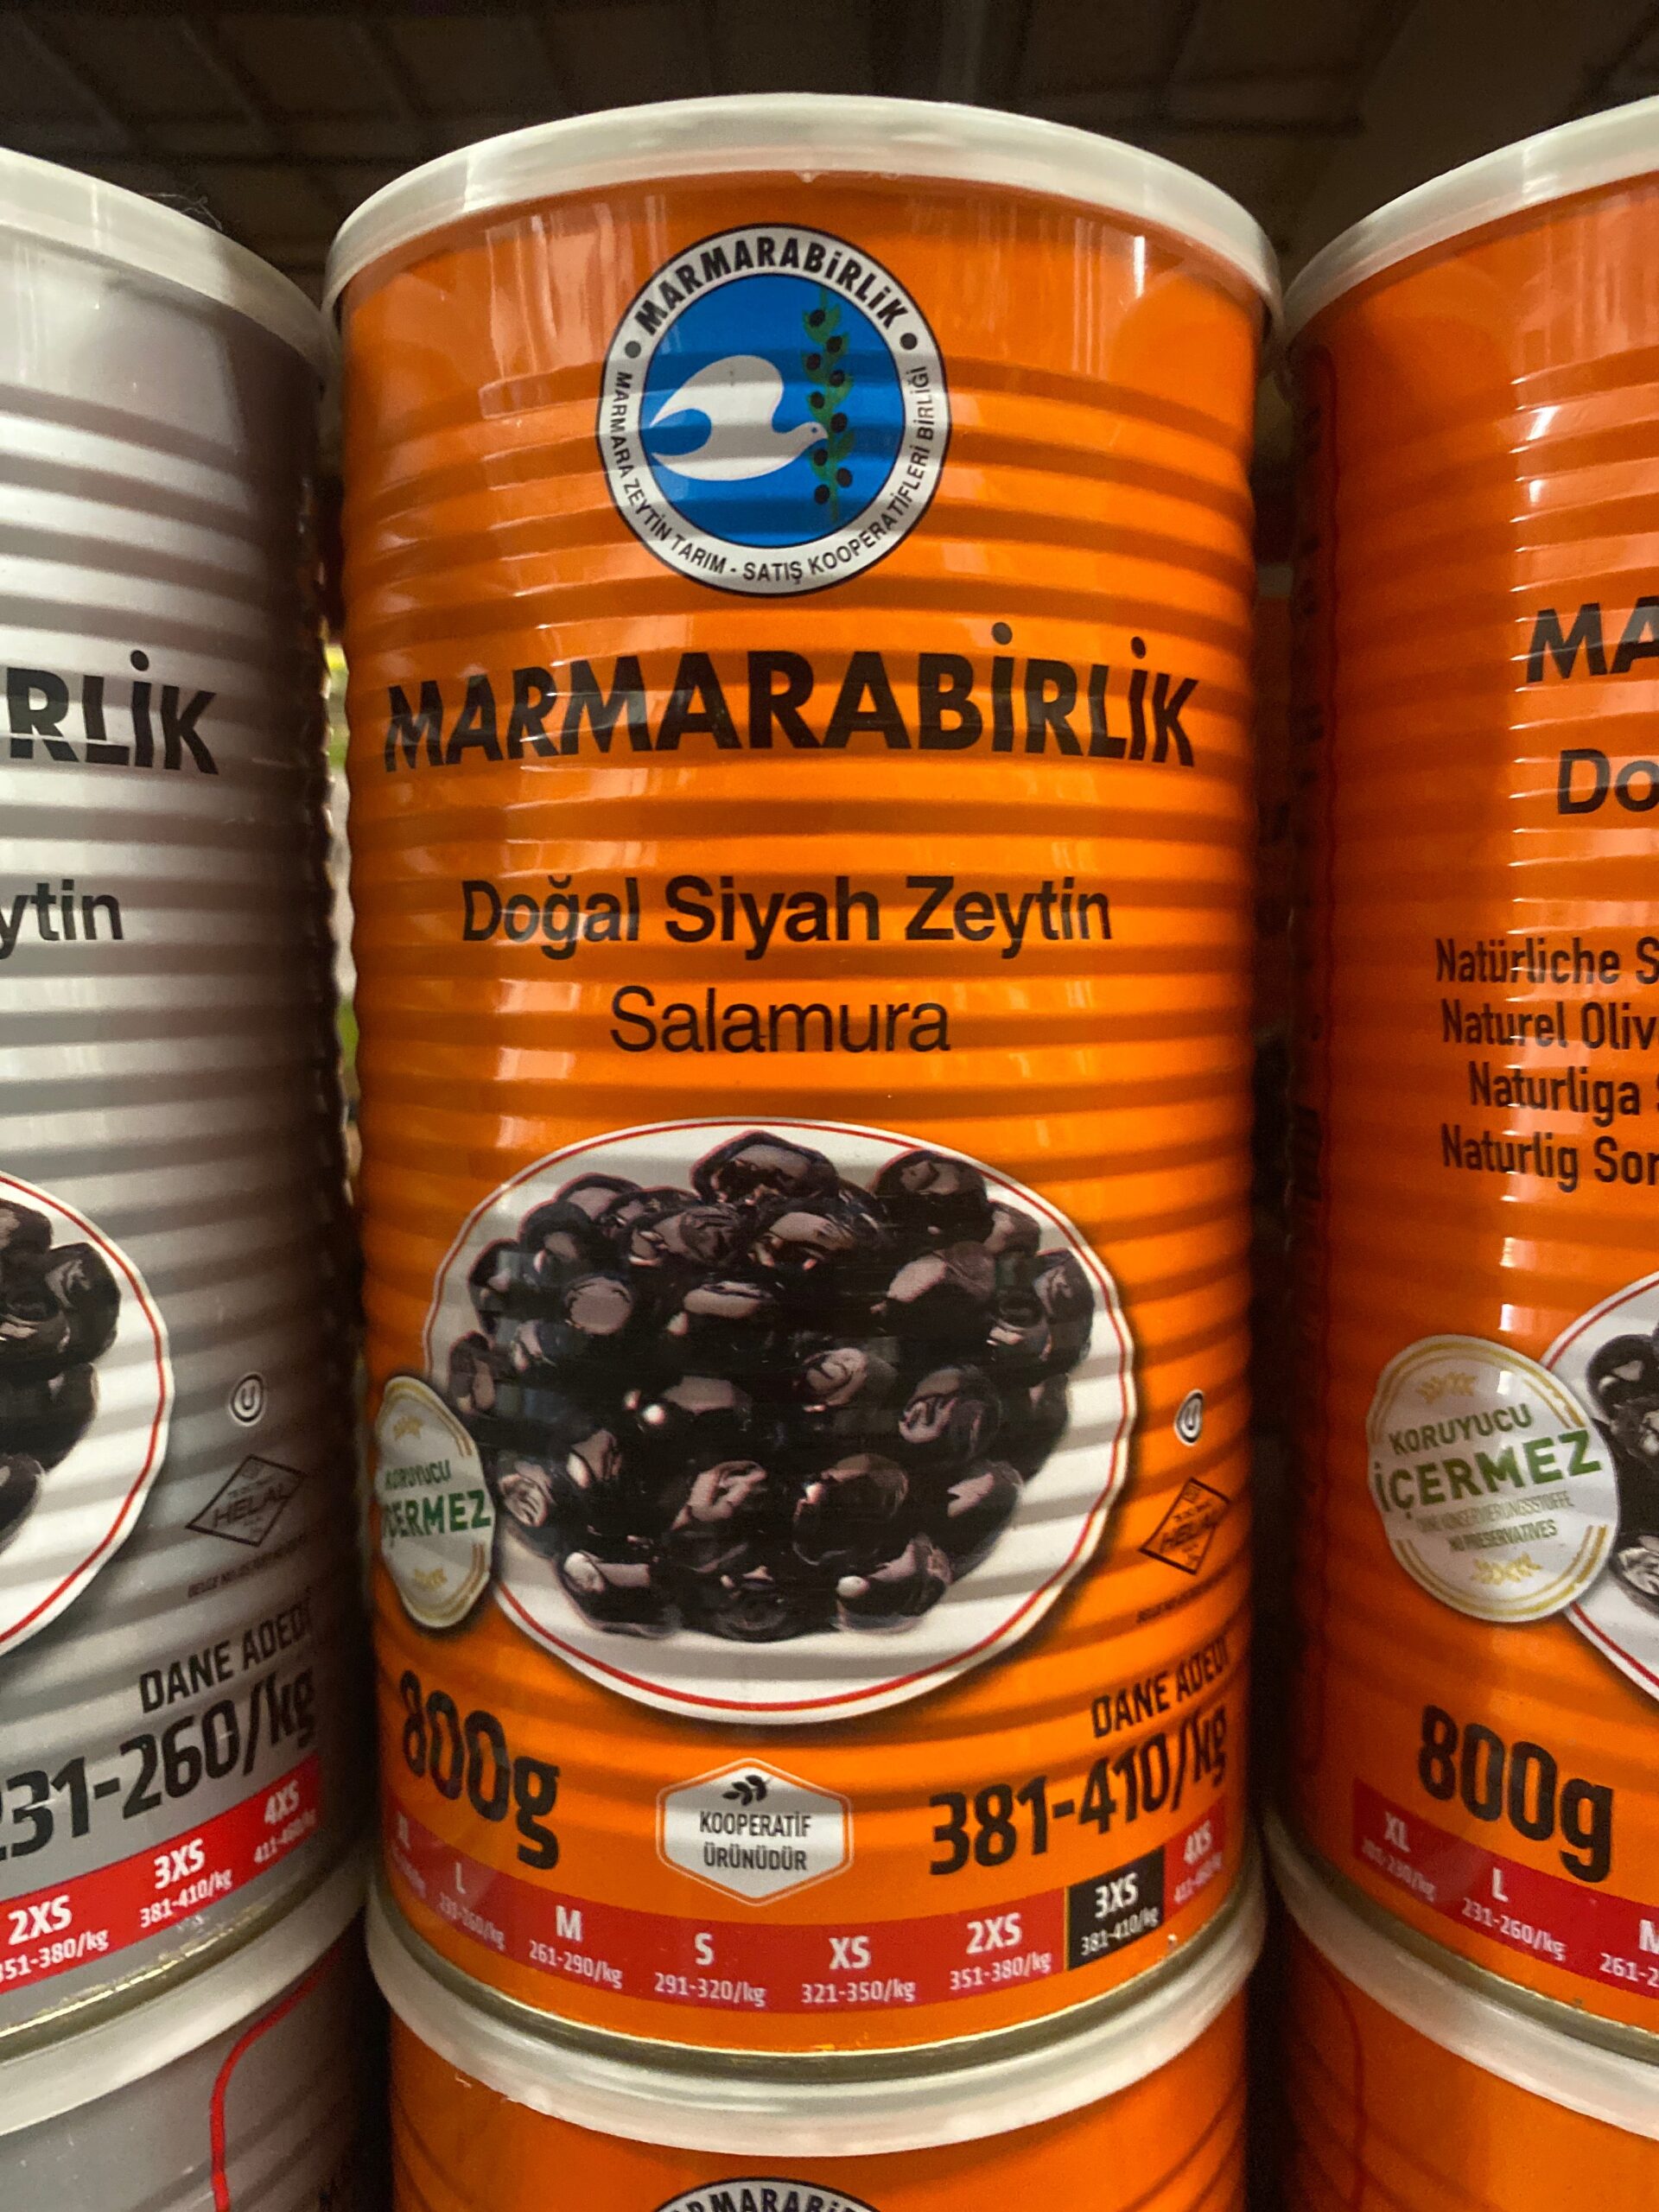 MARMARABİRLİK
MARMARA ZEYTİN TARIM - SATIŞ KOOPERATİFLERİ BİRLİĞİ
MARMARABİRLİK
Doğal Siyah Zeytin
Salamura
KORUYUCU
U
HELAL
DANE ADEDİ
800g
381-410/kg
KOOPERATİF
ÜRÜNÜDÜR
XL
L
231-260/kg
M
261-290/kg
S
291-320/kg
XS
321-350/kg
2XS
351-380/kg
3XS
381-410/kg
4XS
RLİK
ytin
U
HELAL
DANE ADEDİ
231-260/kg
2XS
351-380/kg
3XS
381-410/kg
4XS
MA
Do
Natürliche S
Naturel Oliv
Naturliga
Naturlig Sor
KORUYUCU
İÇERMEZ
NO PRESERVATIVES
800g
XL
L
231-260/kg
M
261-2
MARMARABİR